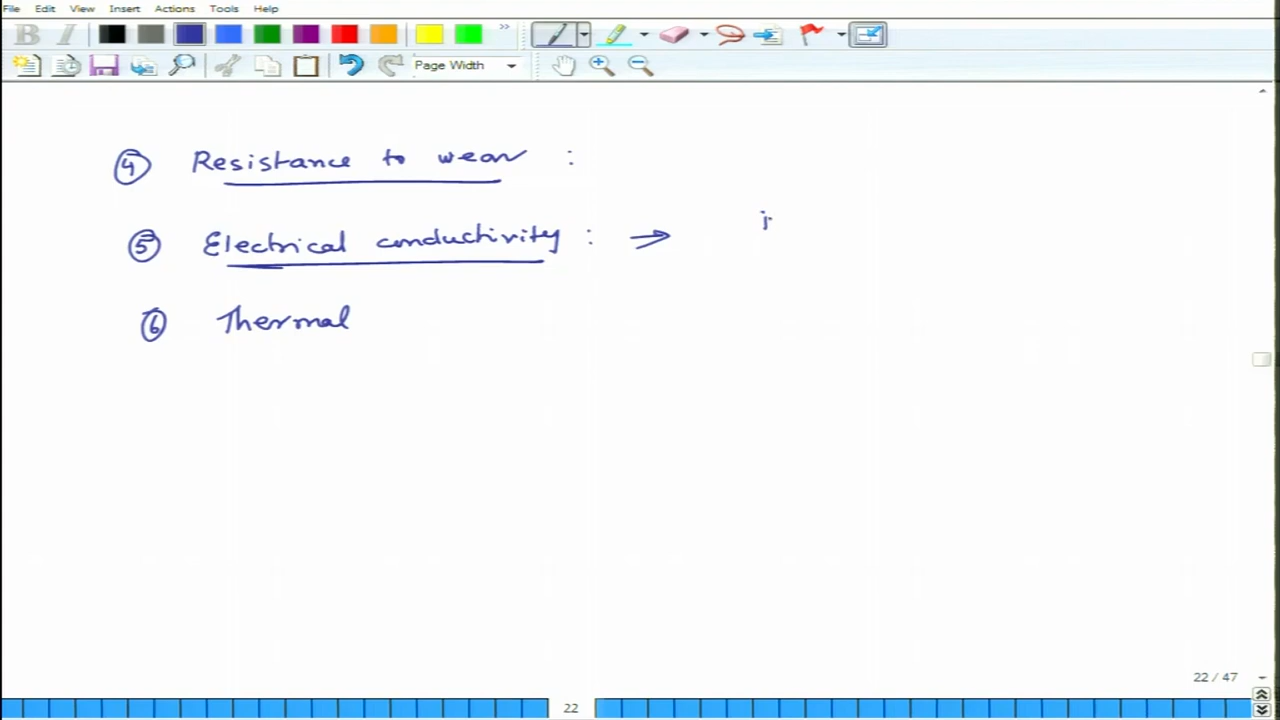 File Edit View Insert Actions Tools Help
B I
Page Width
④ Resistance to wear :
⑤ Electrical conductivity : ⇒
⑥ Thermal
22 / 47
22